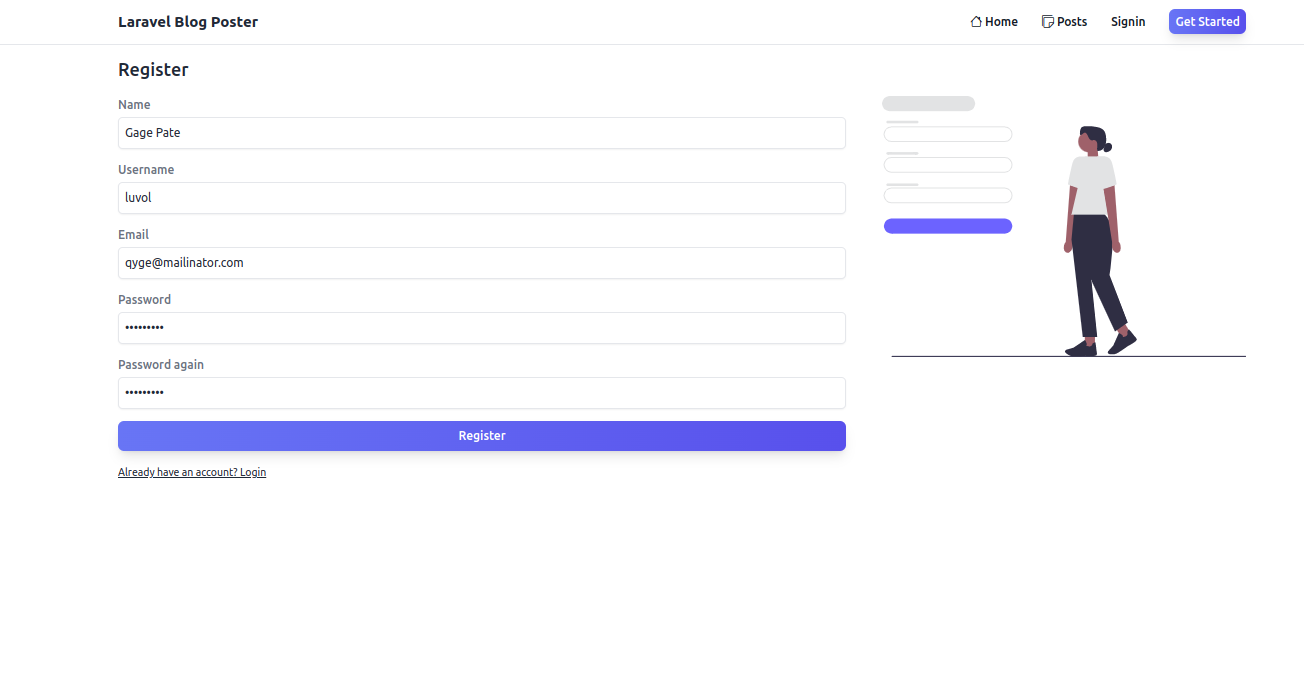 Laravel Blog Poster
Home Posts Signin Get Started
Register
Name
Gage Pate
Username
luvol
Email
qyge@mailinator.com
Password
•••••••••
Password again
•••••••••
Register
Already have an account? Login